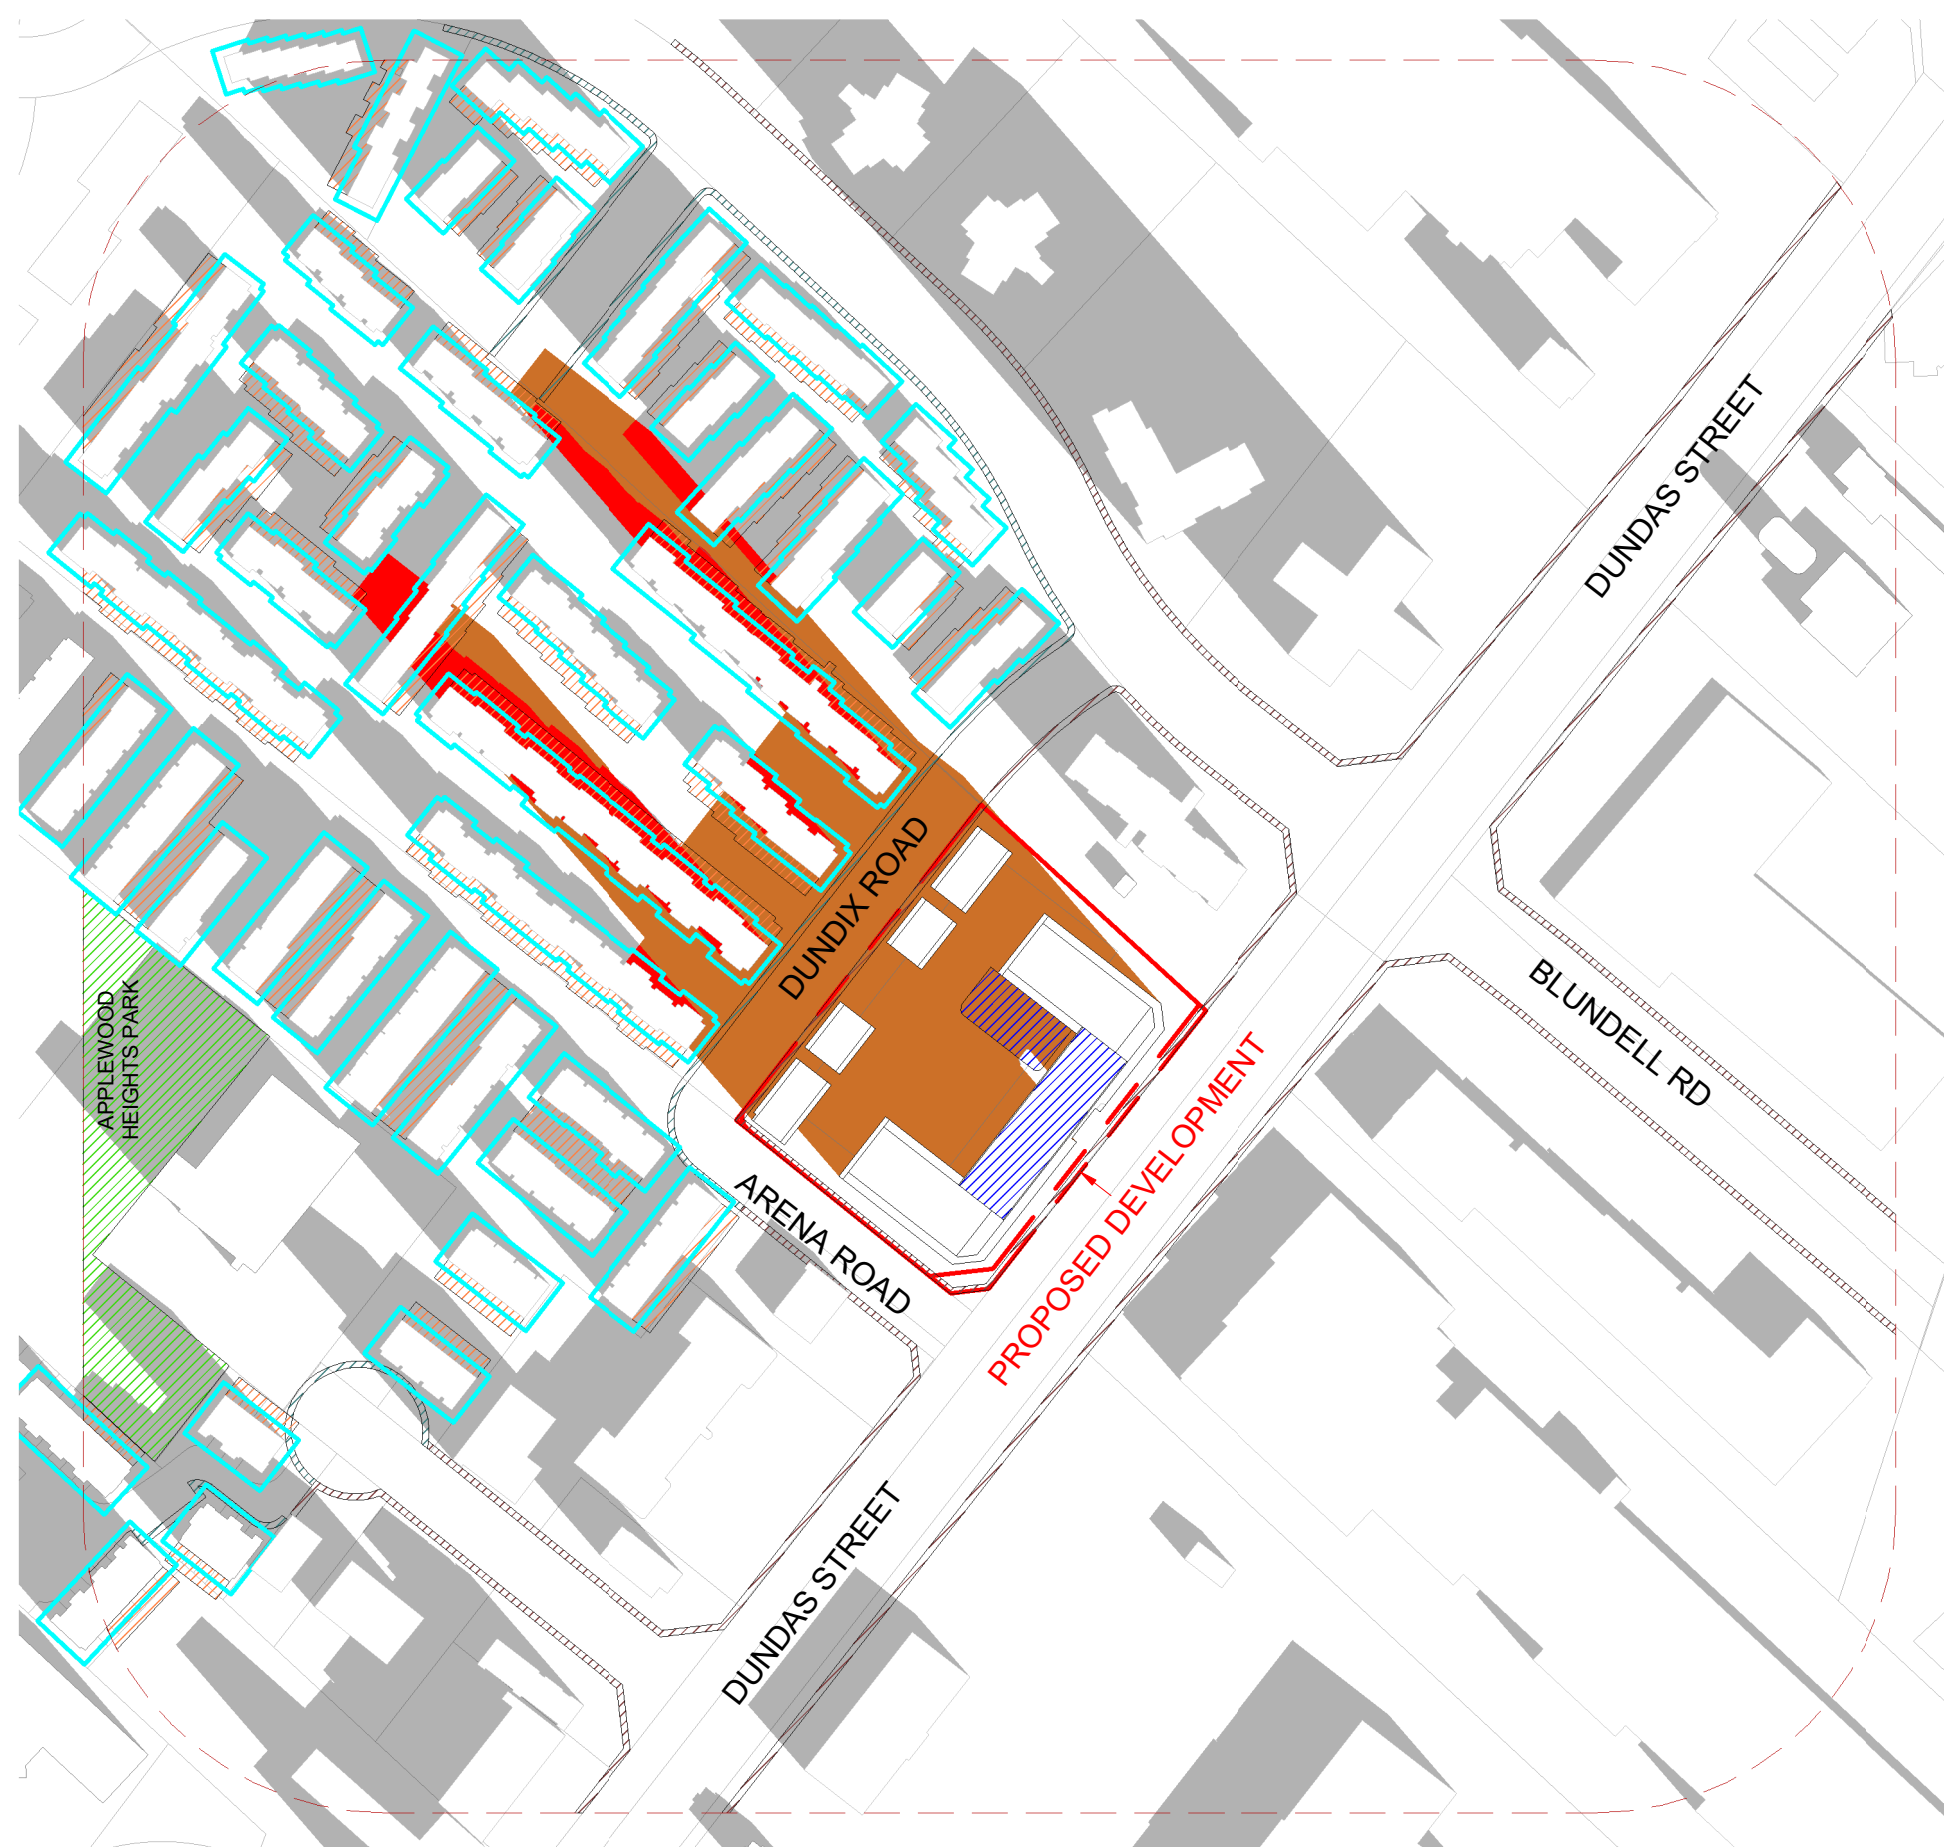 DUNDAS STREET
DUNDIX ROAD
BLUNDELL RD
APPLEWOOD
HEIGHTS PARK
PROPOSED DEVELOPMENT
ARENA ROAD
DUNDAS STREET